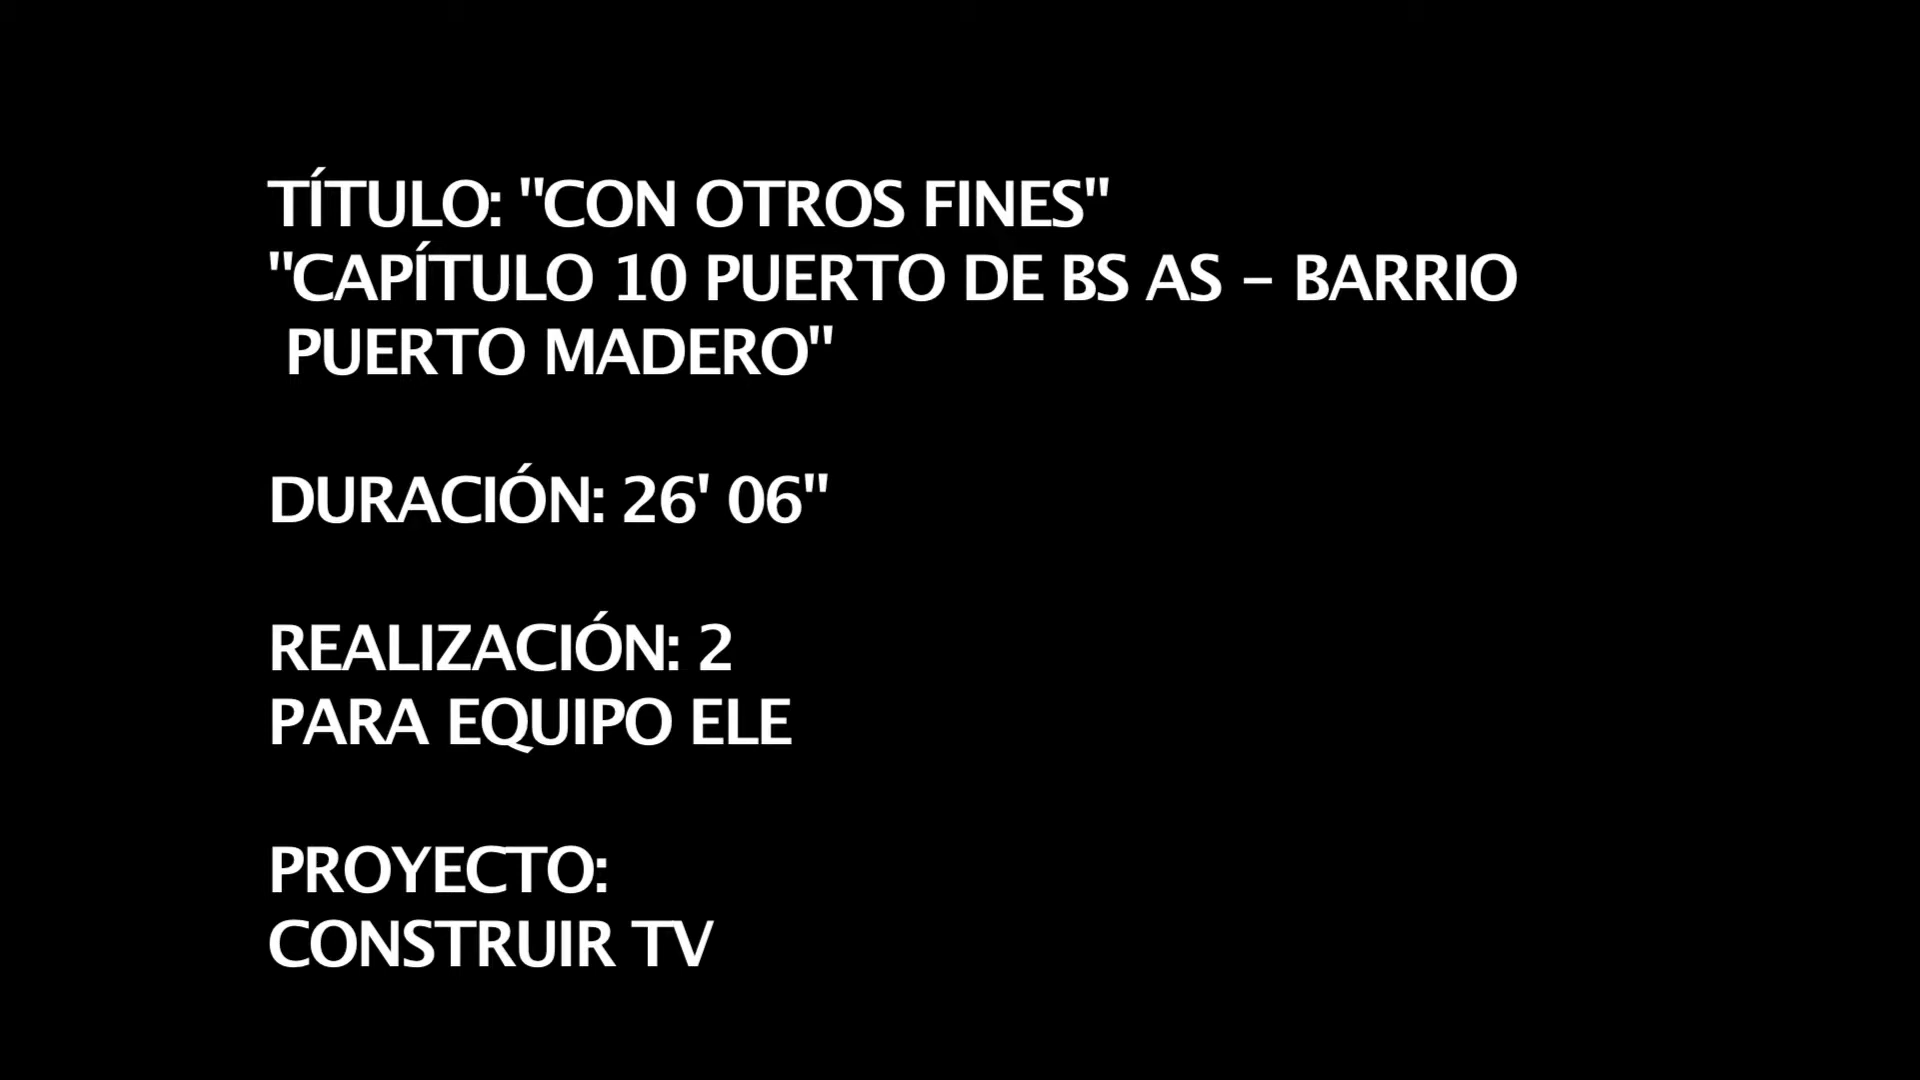 TÍTULO: "CON OTROS FINES"
"CAPÍTULO 10 PUERTO DE BS AS – BARRIO
PUERTO MADERO"
DURACIÓN: 26' 06"
REALIZACIÓN: 2
PARA EQUIPO ELE
PROYECTO:
CONSTRUIR TV